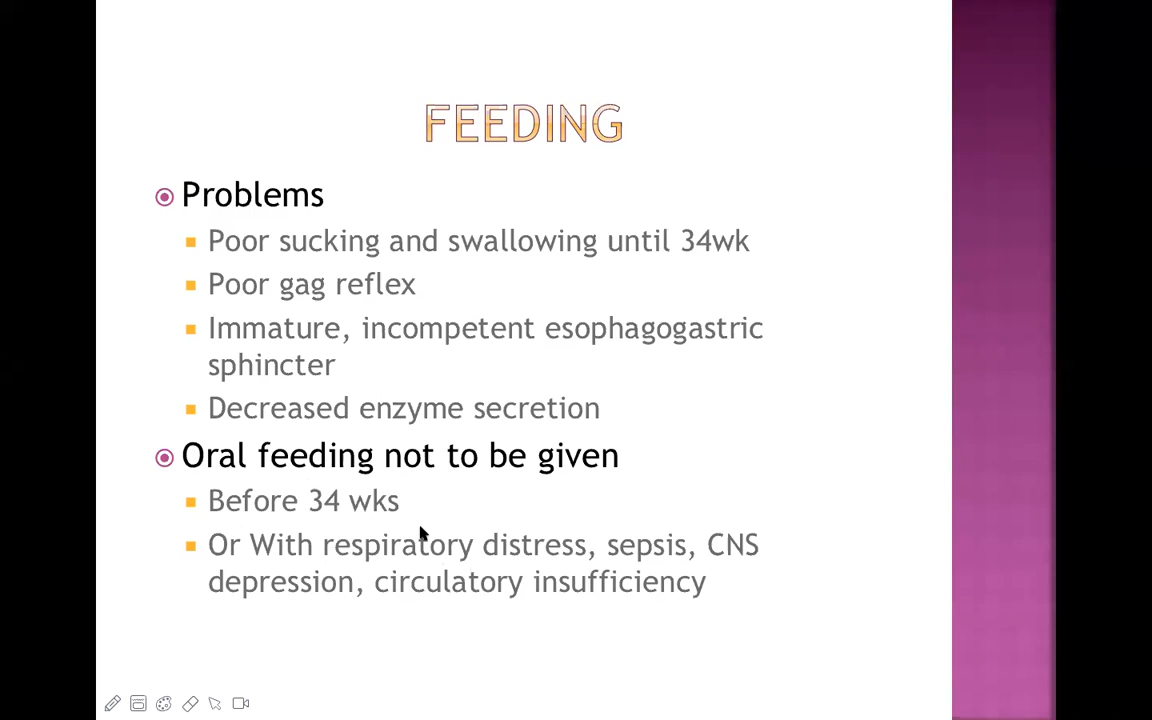 FEEDING
Problems
Poor sucking and swallowing until 34wk
Poor gag reflex
Immature, incompetent esophagogastric
sphincter
Decreased enzyme secretion
Oral feeding not to be given
Before 34 wks
Or With respiratory distress, sepsis, CNS
depression, circulatory insufficiency